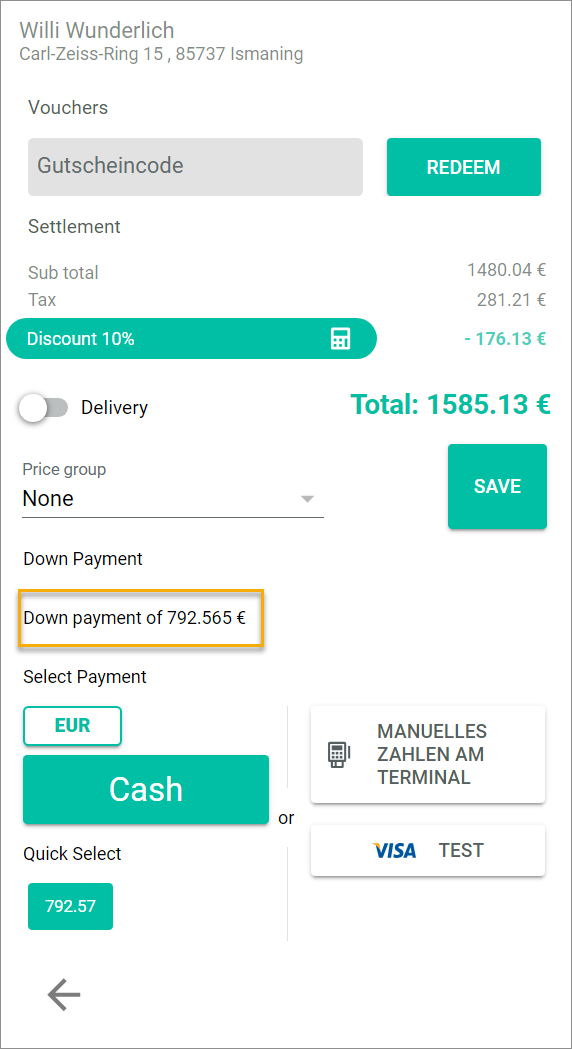 Willi Wunderlich
Carl-Zeiss-Ring 15 , 85737 Ismaning
Vouchers
Gutscheincode
REDEEM
Settlement
Sub total 1480.04 €
Tax 281.21 €
Discount 10% - 176.13 €
Delivery
Total: 1585.13 €
Price group
None
SAVE
Down Payment
Down payment of 792.565 €
Select Payment
EUR
Cash
or
MANUELLES
ZAHLEN AM
TERMINAL
VISA TEST
Quick Select
792.57